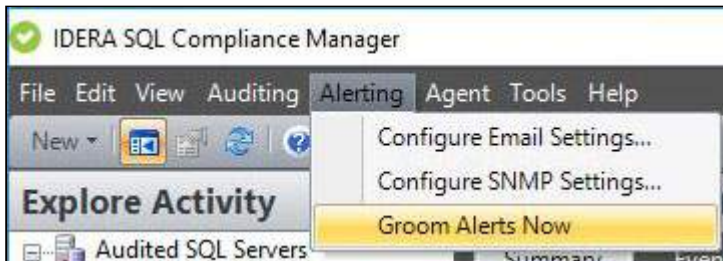 IDERA SQL Compliance Manager
File Edit View Auditing Alerting Agent Tools Help
New
Configure Email Settings...
Configure SNMP Settings...
Explore Activity
Groom Alerts Now
Audited SQL Servers
Summary